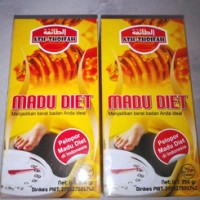 الطائفة
ATH-THOIFAH
MADU DIET
Menjadikan berat badan Anda ideal
Pelopor
Madu Diet
di Indonesia
الطائفة
ATH-THOIFAH
MADU DIET
Menjadikan berat badan Anda ideal
Pelopor
Madu Diet
di Indonesia